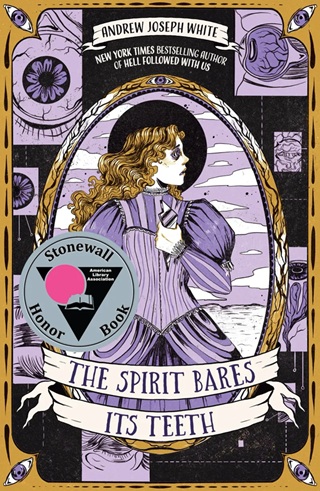 ANDREW JOSEPH WHITE
NEW YORK TIMES BESTSELLING AUTHOR
OF HELL FOLLOWED WITH US
Stonewall
American
Library
Association
Honor
Book
THE SPIRIT BARES
ITS TEETH